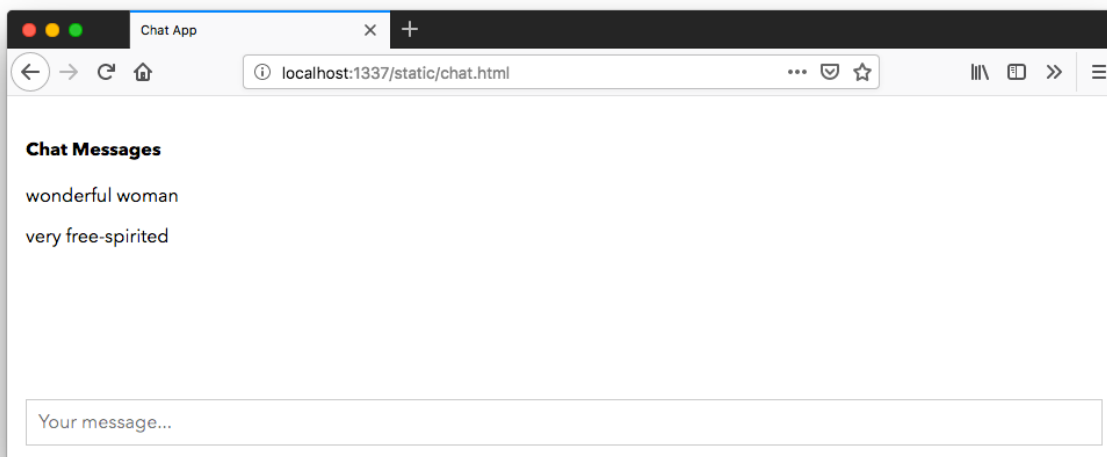 Chat App
localhost:1337/static/chat.html
Chat Messages
wonderful woman
very free-spirited
Your message...